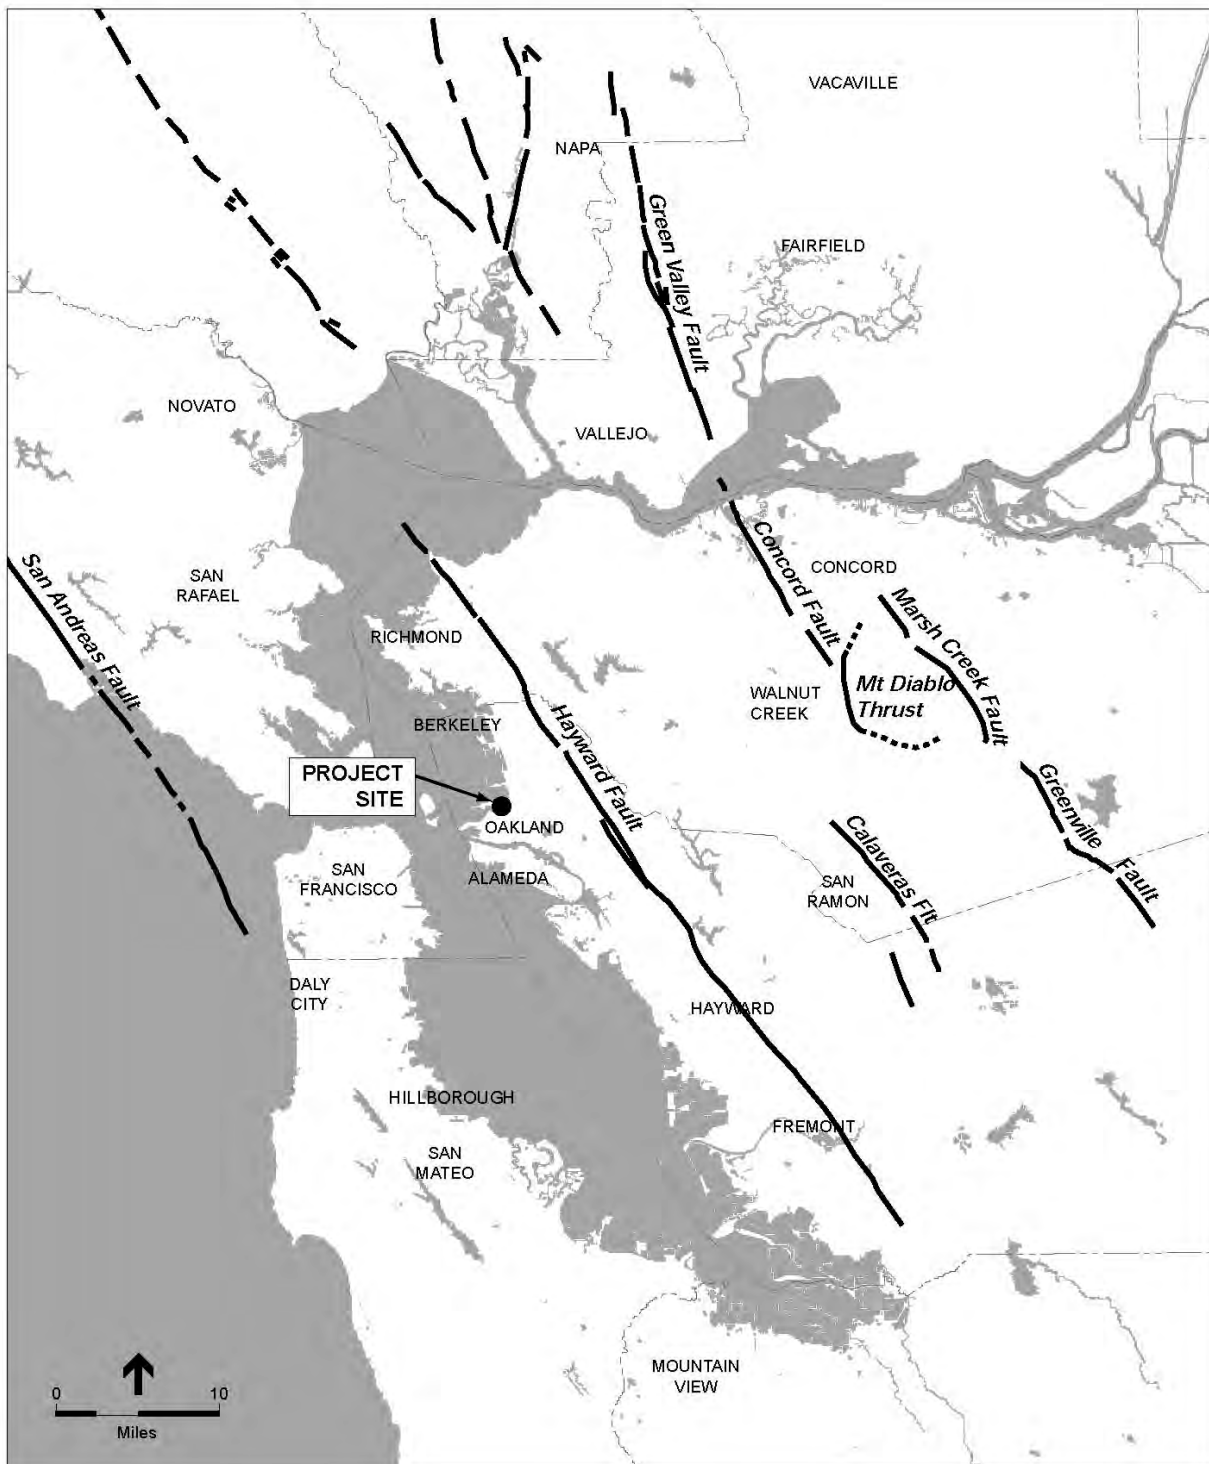 VACAVILLE
NAPA
Green Valley Fault
FAIRFIELD
NOVATO
VALLEJO
San Andreas Fault
SAN
RAFAEL
RICHMOND
Concord Fault
CONCORD
Marsh Creek Fault
WALNUT
CREEK
Mt Diablo
Thrust
BERKELEY
Hayward Fault
PROJECT
SITE
OAKLAND
Greenville Fault
Calaveras Flt
SAN
FRANCISCO
ALAMEDA
SAN
RAMON
DALY
CITY
HAYWARD
HILLBOROUGH
FREMONT
SAN
MATEO
MOUNTAIN
VIEW
0 10
Miles